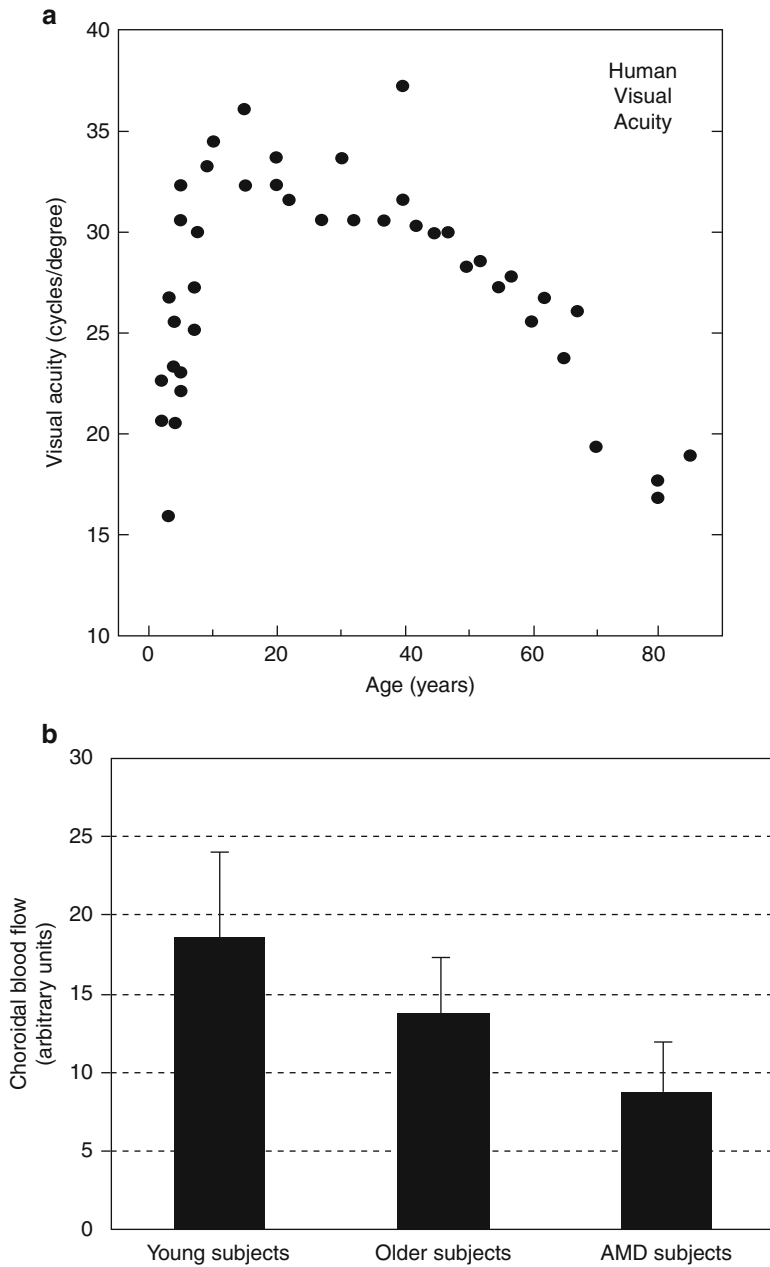 a
40
35
30
25
20
15
10
Visual acuity (cycles/degree)
Human
Visual
Acuity
0 20 40 60 80
Age (years)
b
30
25
20
15
10
5
0
Choroidal blood flow
(arbitrary units)
Young subjects Older subjects AMD subjects